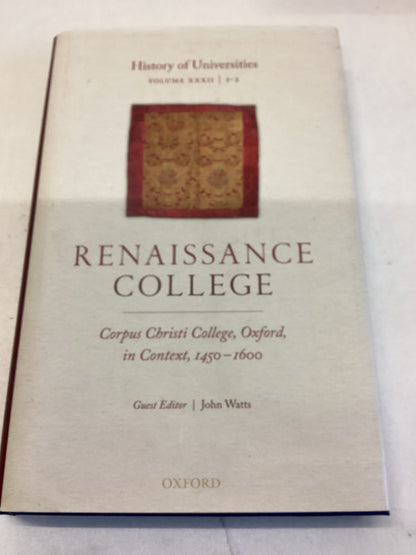 History of Universities
VOLUME XXXII | 1-2
RENAISSANCE
COLLEGE
Corpus Christi College, Oxford,
in Context, 1450–1600
Guest Editor | John Watts
OXFORD